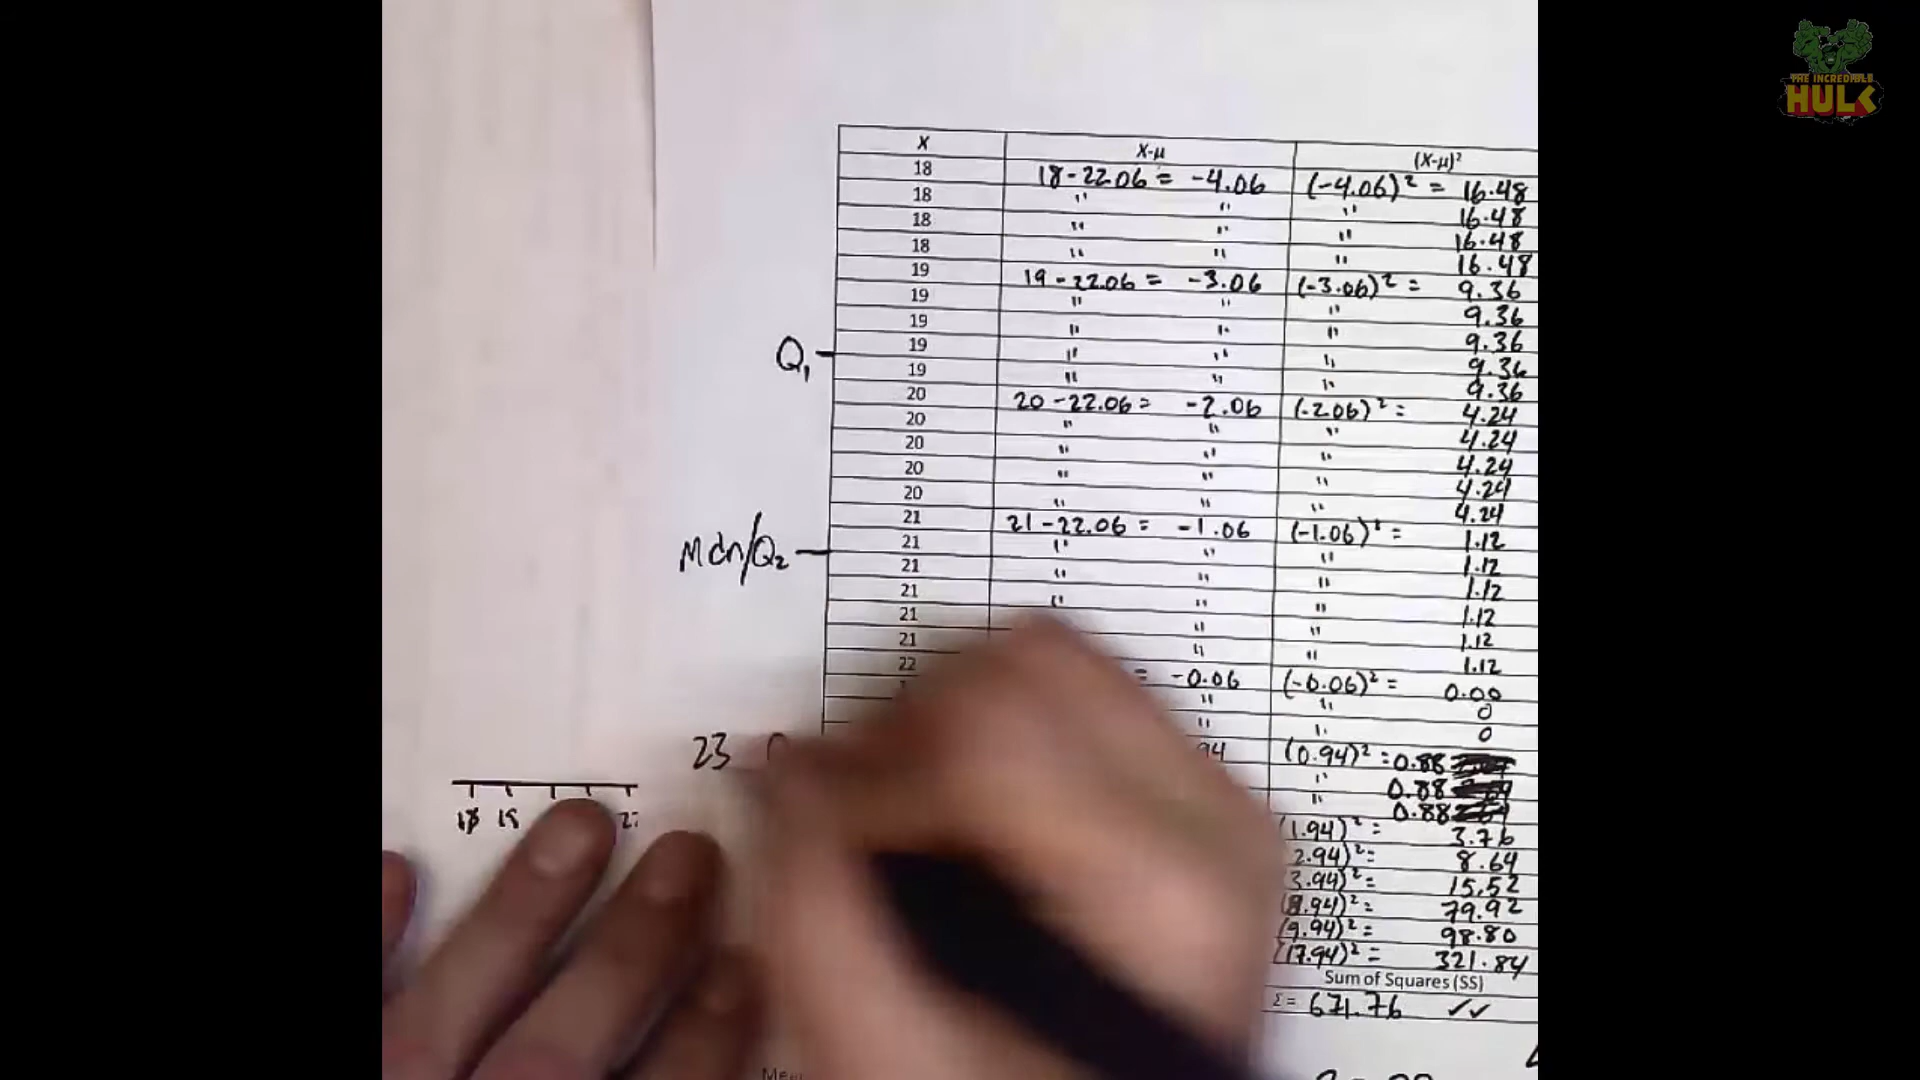 THE INCREDIBLE
HULK
X X-μ (X-μ)²
18 18-22.06 = -4.06 (-4.06)² = 16.48
18 " " " 16.48
18 " " " 16.48
18 " " " 16.48
19 19-22.06 = -3.06 (-3.06)² = 9.36
19 " " " 9.36
19 " " " 9.36
Q₁ 19 " " " 9.36
19 " " " 9.36
20 20-22.06 = -2.06 (-2.06)² = 4.24
20 " " " 4.24
20 " " " 4.24
20 " " " 4.24
20 " " " 4.24
21 21-22.06 = -1.06 (-1.06)² = 1.12
Mdn/Q₂ 21 " " " 1.12
21 " " " 1.12
21 " " " 1.12
21 " " 1.12
21 " " 1.12
22 = -0.06 (-0.06)² = 0.00
" " 0
" " 0
23 94 (0.94)² = 0.88
" 0.88
" 0.88
(1.94)² = 3.76
2.94)² = 8.64
3.94)² = 15.52
(8.94)² = 79.92
(9.94)² = 98.80
(17.94)² = 321.84
Sum of Squares (SS)
Σ = 671.76 ✓✓
18 19